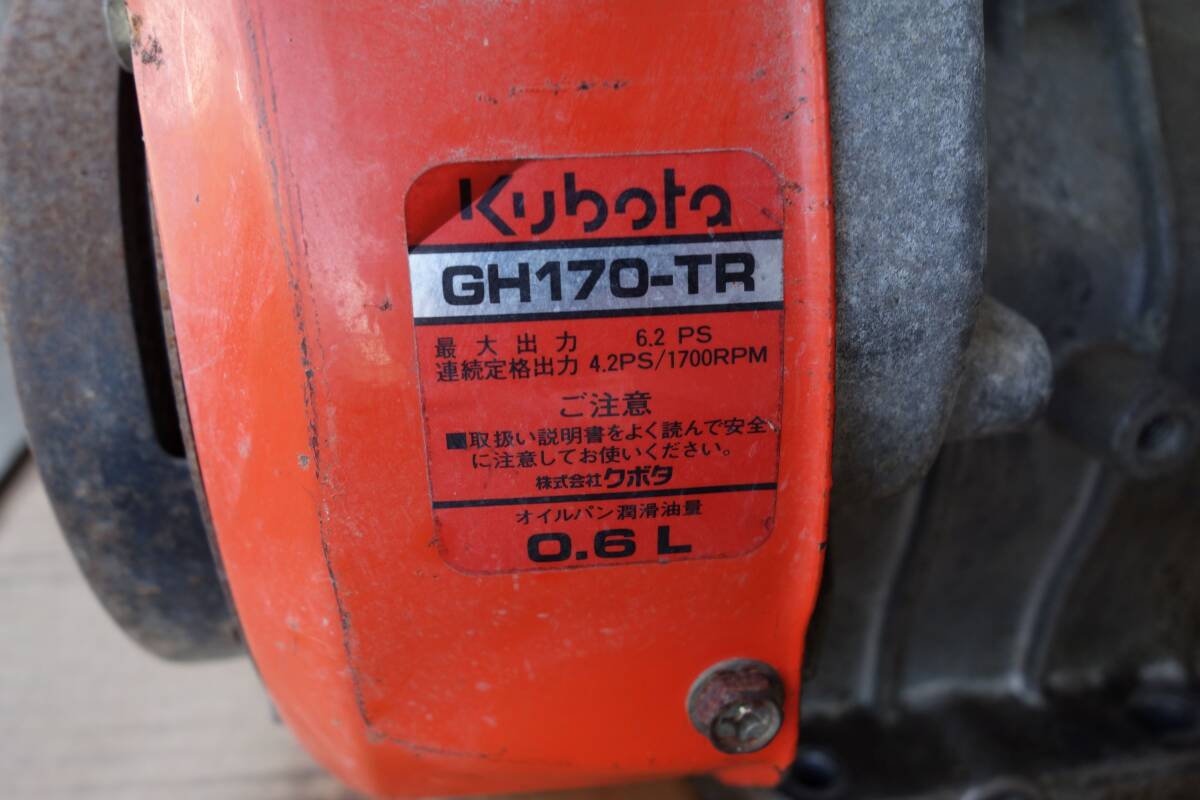 Kubota
GH170-TR
最大出力 6.2 PS
連続定格出力 4.2PS/1700RPM
ご注意
■取扱い説明書をよく読んで安全
に注意してお使いください。
株式会社クボタ
オイルパン潤滑油量
0.6 L